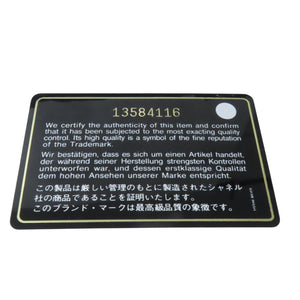 13584116
We certify the authenticity of this item and confirm
that it has been subjected to the most exacting quality
control. Its high quality is a symbol of the fine reputation
of the Trademark.
Wir bestätigen, dass es sich um einen Artikel handelt,
der während seiner Herstellung strengsten Kontrollen
unterworfen war, und dessen erstklassige Qualität
dem hohen Ansehen unserer Marke entspricht.
この製品は厳しい管理のもとに製造されたシャネル
社の商品であることを証明いたします。
このブランド・マークは最高級品質の象徴です。